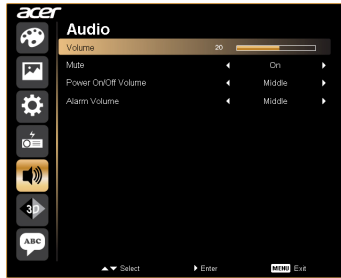 acer
Audio
Volume 20
Mute On
Power On/Off Volume Middle
Alarm Volume Middle
3D
ABC
Select Enter MENU Exit